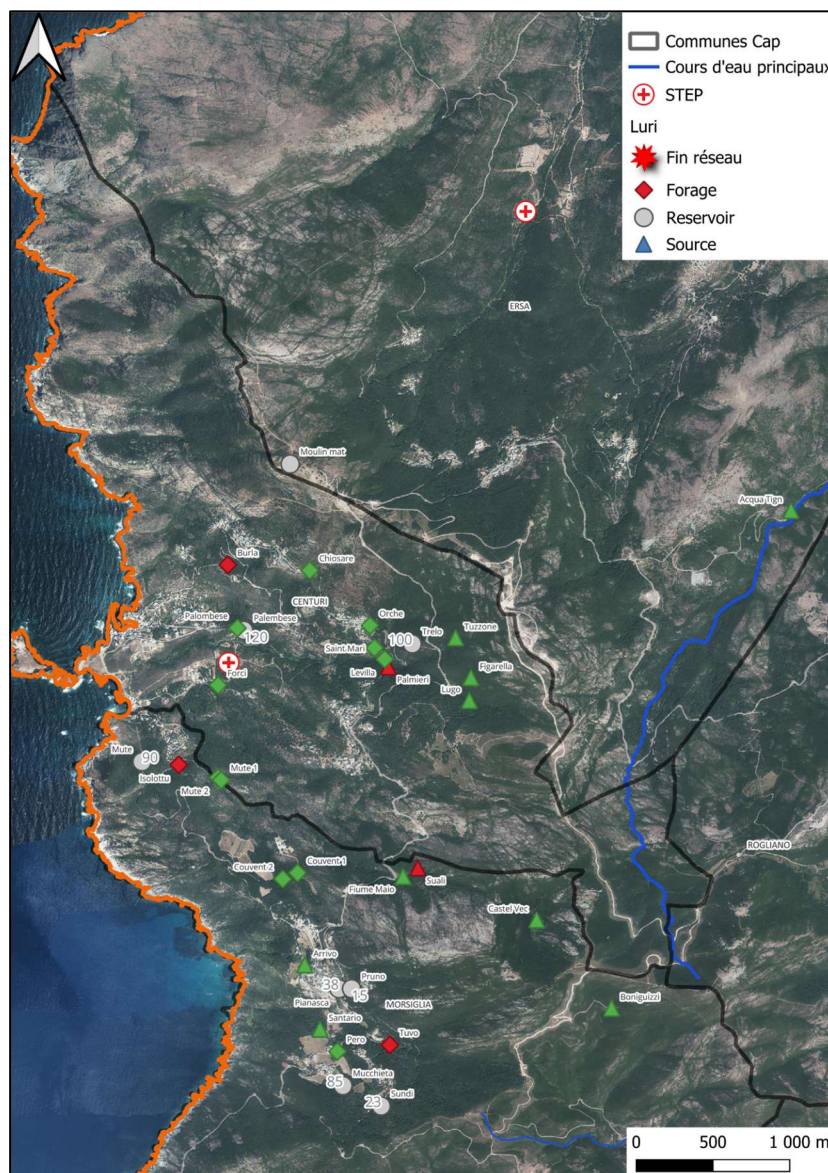 Communes Cap
Cours d'eau principaux
STEP
Luri
Fin réseau
Forage
Reservoir
Source
ERSA
Moulin mat
Acqua Tign
Burla
Chiosare
CENTURI
Palombese
Palembese
120
Orche
100
Trelo
Tuzzone
Saint Mari
Levilla
Palmieri
Figarella
Lugo
Forci
Mute
90
Isolottu
Mute 1
Mute 2
ROGLIANO
Couvent 1
Couvent 2
Fiume Maio
Suali
Castel Vec
Arrivo
Pruno
38
15
Pianasca
MORSIGLIA
Boniguizzi
Santario
Pero
Tuvo
Mucchieta
85
Sundi
23
0 500 1 000 m